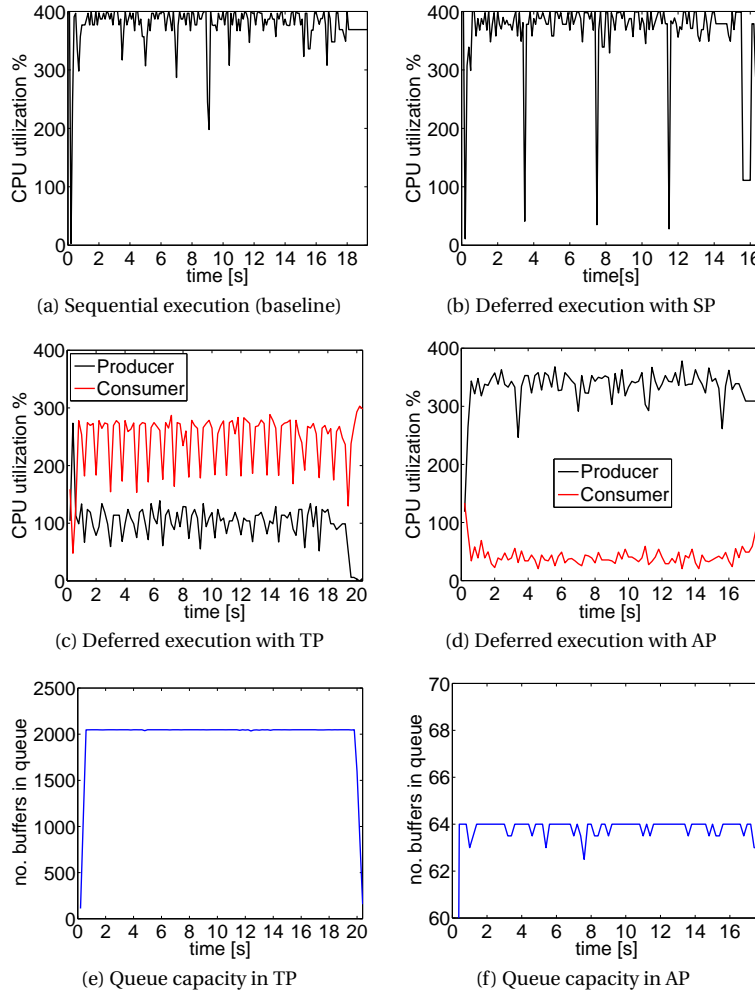 400
300
200
100
0
CPU utilization %
0 2 4 6 8 10 12 14 16 18
time [s]
(a) Sequential execution (baseline)
400
300
200
100
0
CPU utilization %
0 2 4 6 8 10 12 14 16
time[s]
(b) Deferred execution with SP
400
300
200
100
0
CPU utilization %
Producer
Consumer
0 2 4 6 8 10 12 14 16 18 20
time [s]
(c) Deferred execution with TP
400
350
300
250
200
150
100
50
0
CPU utilization %
Producer
Consumer
0 2 4 6 8 10 12 14 16
time [s]
(d) Deferred execution with AP
2500
2000
1500
1000
500
0
no. buffers in queue
0 2 4 6 8 10 12 14 16 18 20
time [s]
(e) Queue capacity in TP
70
68
66
64
62
60
no. buffers in queue
0 2 4 6 8 10 12 14 16
time [s]
(f) Queue capacity in AP